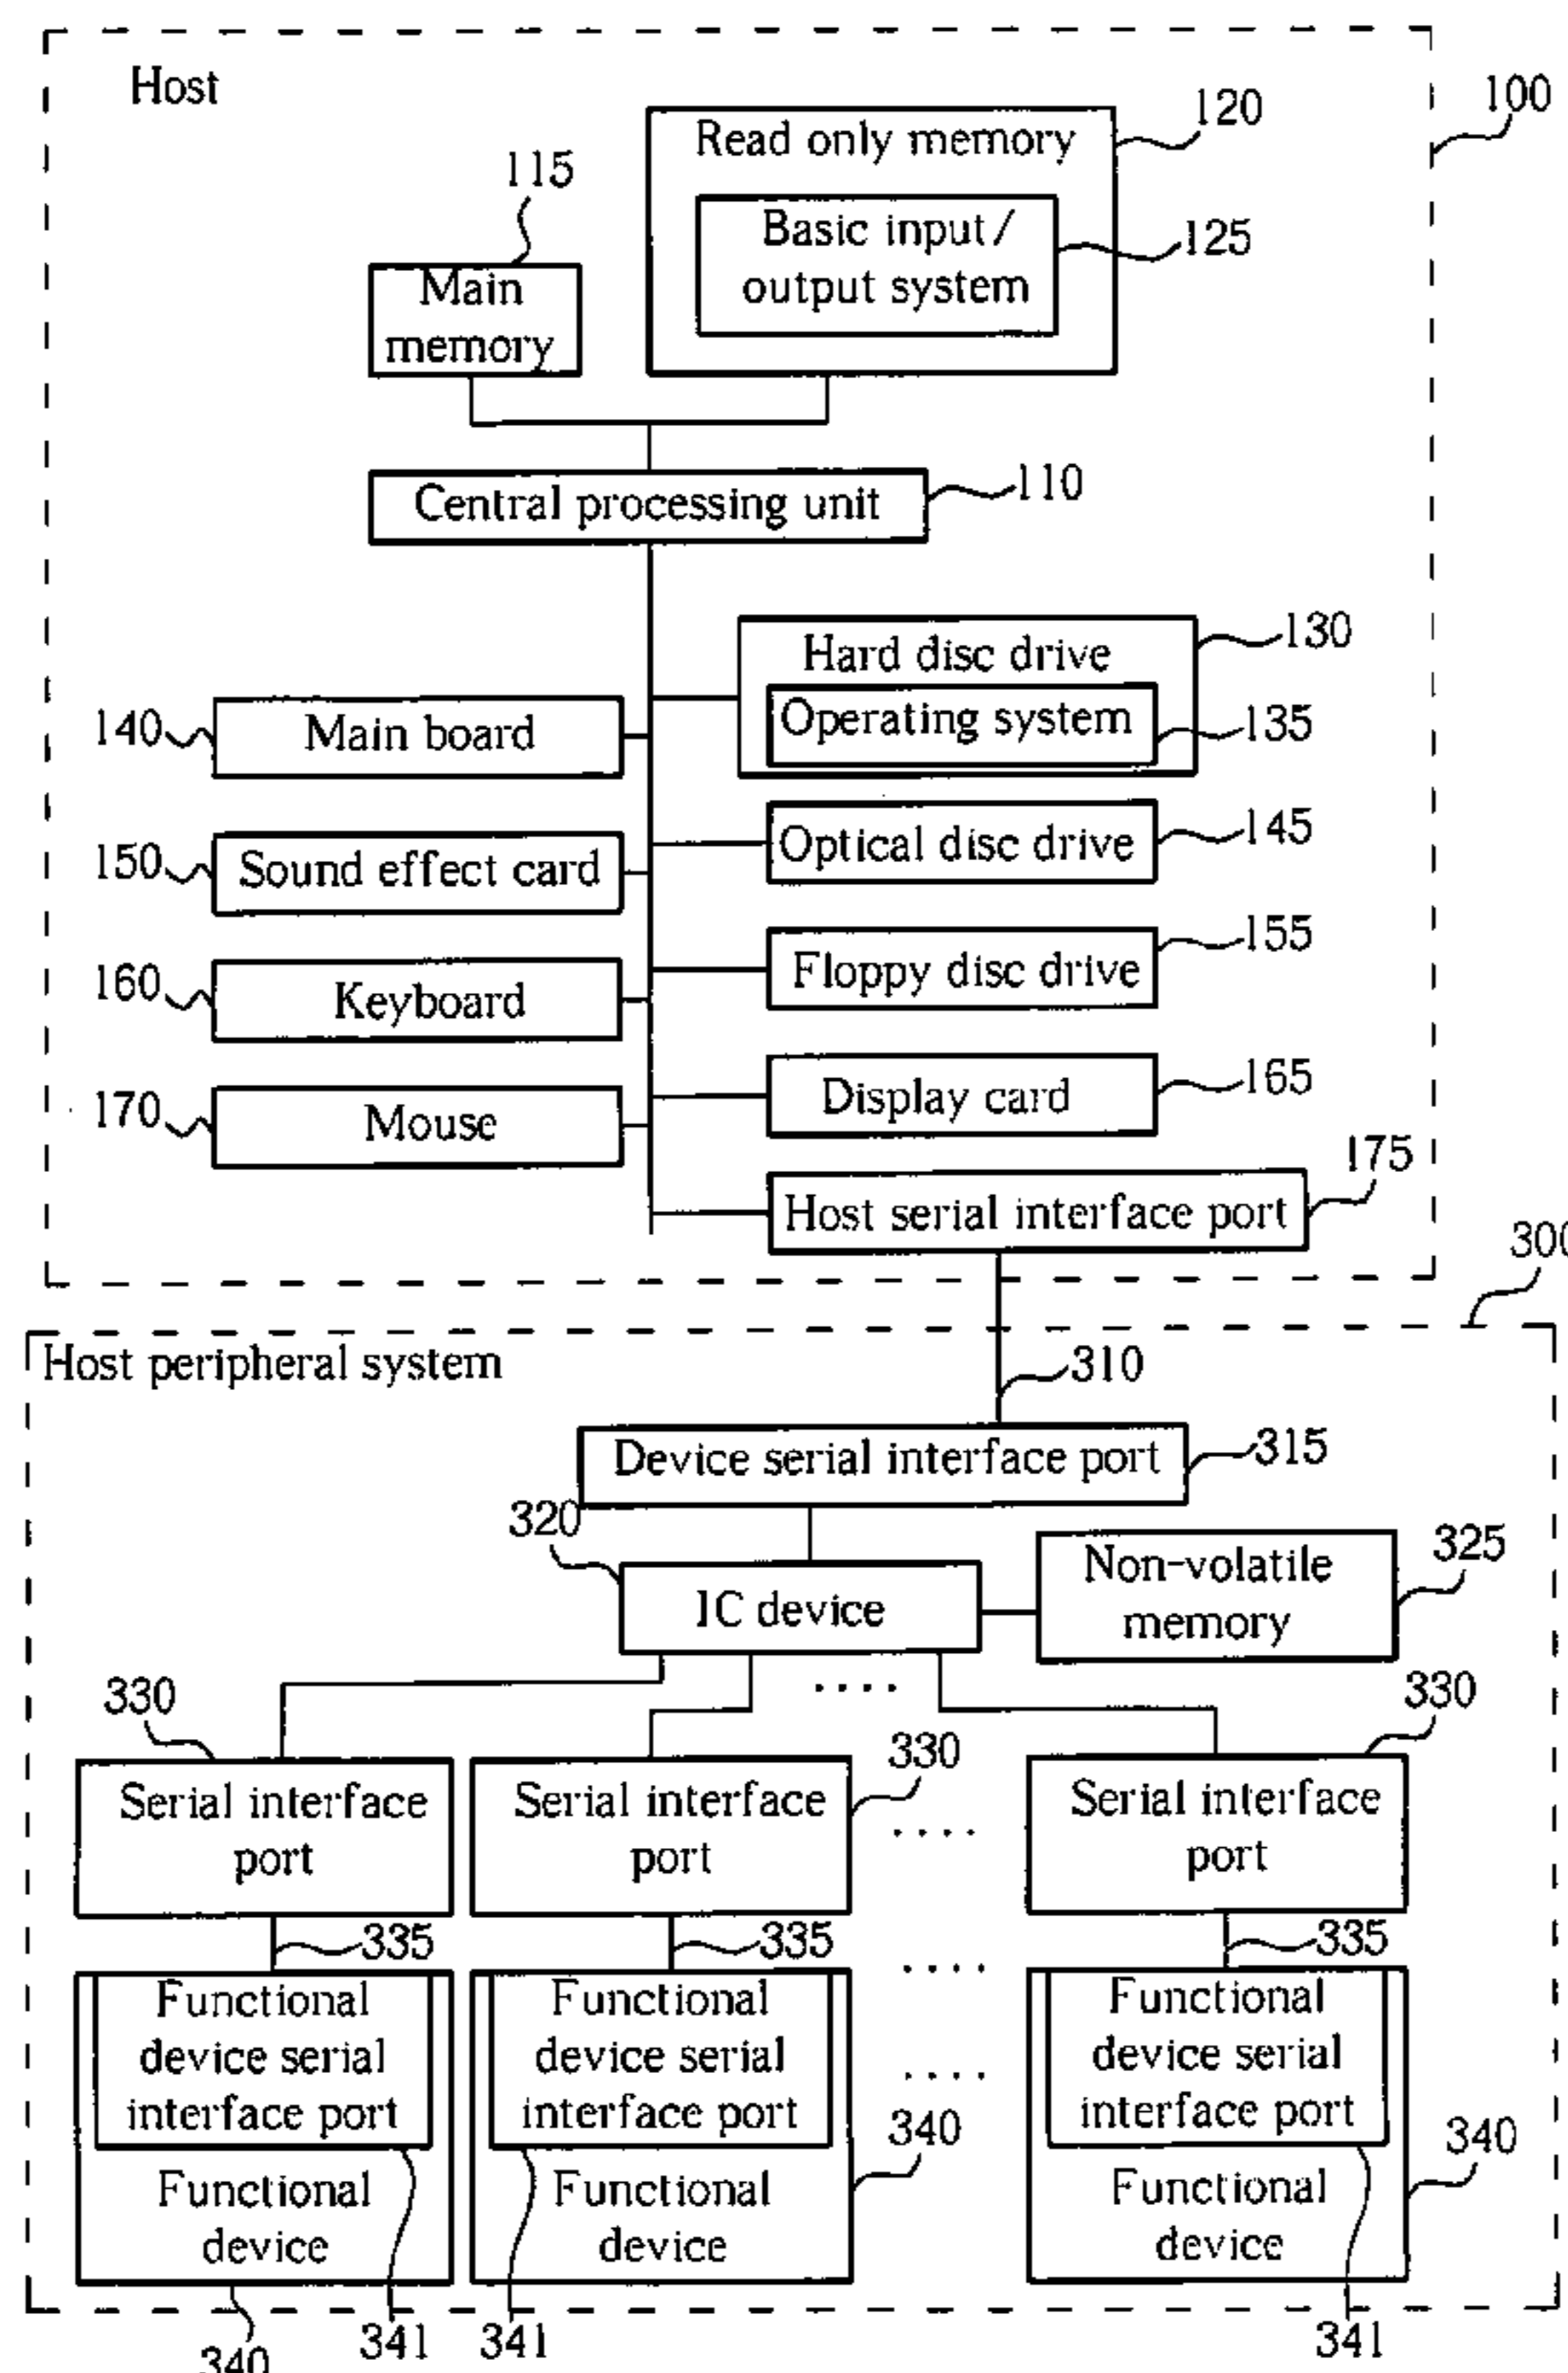 Host
100
120
Read only memory
115
Basic input/
output system
125
Main
memory
Central processing unit
110
Hard disc drive
130
Operating system
135
140
Main board
Optical disc drive
145
150
Sound effect card
Floppy disc drive
155
160
Keyboard
Display card
165
170
Mouse
175
Host serial interface port
300
Host peripheral system
310
Device serial interface port
315
320
IC device
Non-volatile
memory
325
....
330
330
330
Serial interface
port
Serial interface
port
....
Serial interface
port
335
335
....
335
Functional
device serial
interface port
Functional
device serial
interface port
....
Functional
device serial
interface port
340
340
Functional
device
Functional
device
Functional
device
340
341
341
341